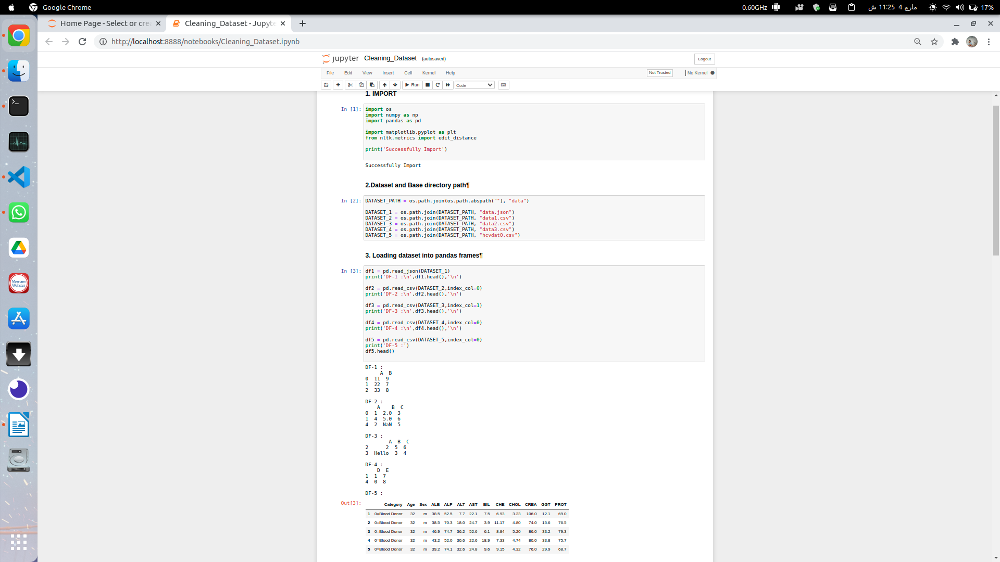 Google Chrome
0.60GHz
مارچ 4 11:25 ش
17%
Home Page - Select or crea
Cleaning_Dataset - Jupyte
http://localhost:8888/notebooks/Cleaning_Dataset.ipynb
jupyter Cleaning_Dataset (autosaved)
Logout
File Edit View Insert Cell Kernel Help
Not Trusted
No Kernel
Run
Code
Merriam-
Webster
1. IMPORT
In [1]:
import os
import numpy as np
import pandas as pd
import matplotlib.pyplot as plt
from nltk.metrics import edit_distance
print('Successfully Import')
Successfully Import
2.Dataset and Base directory path¶
In [2]:
DATASET_PATH = os.path.join(os.path.abspath(""), "data")
DATASET_1 = os.path.join(DATASET_PATH, "data.json")
DATASET_2 = os.path.join(DATASET_PATH, "data1.csv")
DATASET_3 = os.path.join(DATASET_PATH, "data2.csv")
DATASET_4 = os.path.join(DATASET_PATH, "data3.csv")
DATASET_5 = os.path.join(DATASET_PATH, "hcvdat0.csv")
3. Loading dataset into pandas frames¶
In [3]:
df1 = pd.read_json(DATASET_1)
print('DF-1 :\n',df1.head(),'\n')
df2 = pd.read_csv(DATASET_2,index_col=0)
print('DF-2 :\n',df2.head(),'\n')
df3 = pd.read_csv(DATASET_3,index_col=1)
print('DF-3 :\n',df3.head(),'\n')
df4 = pd.read_csv(DATASET_4,index_col=0)
print('DF-4 :\n',df4.head(),'\n')
df5 = pd.read_csv(DATASET_5,index_col=0)
print('DF-5 :')
df5.head()
DF-1 :
A B
0 11 9
1 22 7
2 33 8
DF-2 :
A B C
0 1 2.0 3
1 4 5.0 6
4 2 NaN 5
DF-3 :
A B C
2 2 5 6
3 Hello 3 4
DF-4 :
D E
1 1 7
4 0 8
DF-5 :
Out[3]:
Category Age Sex ALB ALP ALT AST BIL CHE CHOL CREA GGT PROT
1 0=Blood Donor 32 m 38.5 52.5 7.7 22.1 7.5 6.93 3.23 106.0 12.1 69.0
2 0=Blood Donor 32 m 38.5 70.3 18.0 24.7 3.9 11.17 4.80 74.0 15.6 76.5
3 0=Blood Donor 32 m 46.9 74.7 36.2 52.6 6.1 8.84 5.20 86.0 33.2 79.3
4 0=Blood Donor 32 m 43.2 52.0 30.6 22.6 18.9 7.33 4.74 80.0 33.8 75.7
5 0=Blood Donor 32 m 39.2 74.1 32.6 24.8 9.6 9.15 4.32 76.0 29.9 68.7